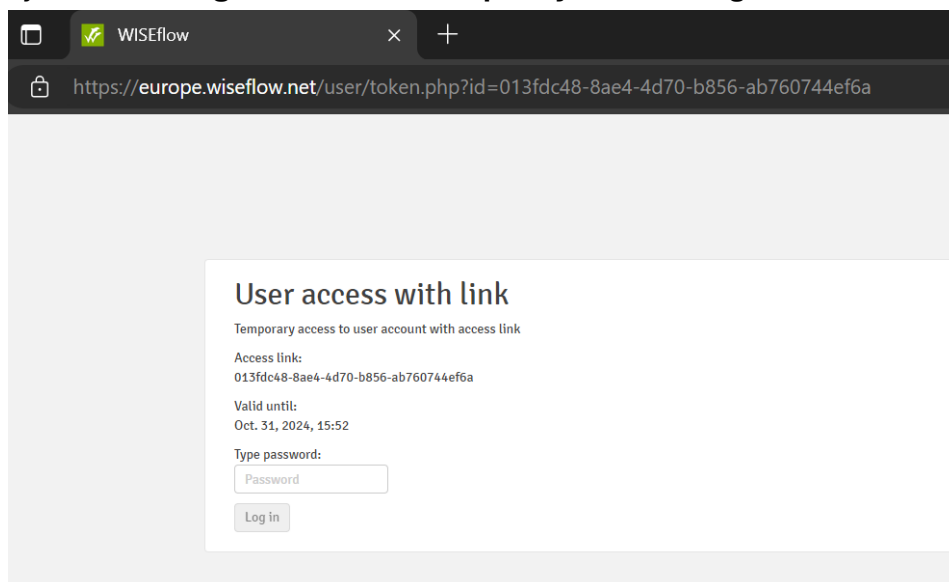 WISEflow
https://europe.wiseflow.net/user/token.php?id=013fdc48-8ae4-4d70-b856-ab760744ef6a
User access with link
Temporary access to user account with access link
Access link:
013fdc48-8ae4-4d70-b856-ab760744ef6a
Valid until:
Oct. 31, 2024, 15:52
Type password:
Password
Log in